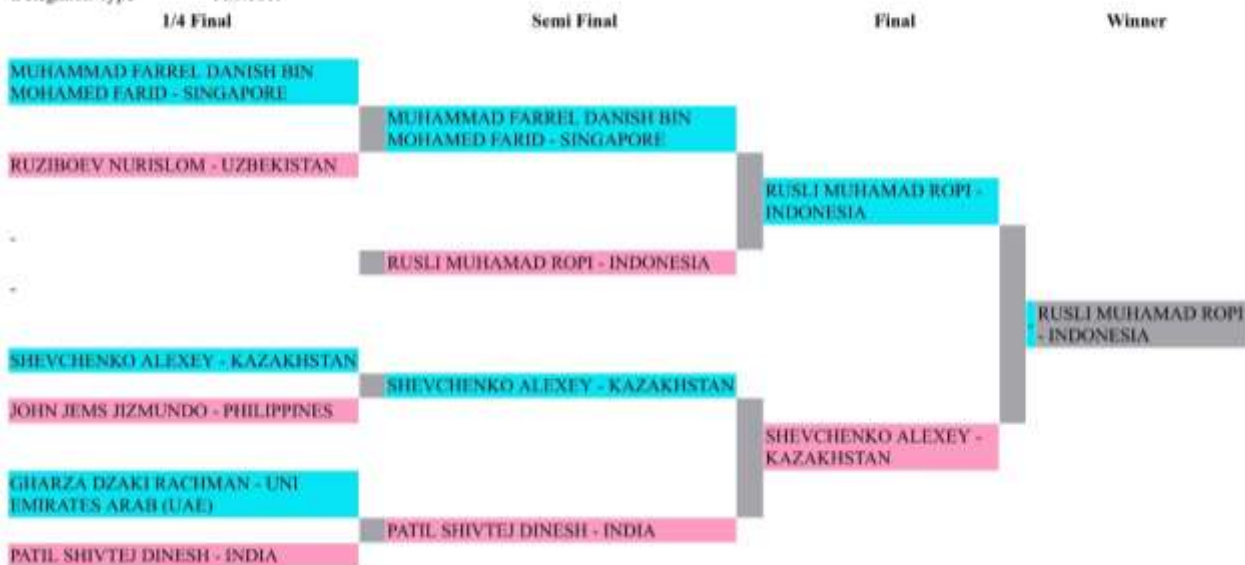 1/4 Final
Semi Final
Final
Winner
MUHAMMAD FARREL DANISH BIN
MOHAMED FARID - SINGAPORE
RUZIBOEV NURISLOM - UZBEKISTAN
-
-
SHEVCHENKO ALEXEY - KAZAKHSTAN
JOHN JEMS JIZMUNDO - PHILIPPINES
GHARZA DZAKI RACHMAN - UNI
EMIRATES ARAB (UAE)
PATIL SHIVTEJ DINESH - INDIA
MUHAMMAD FARREL DANISH BIN
MOHAMED FARID - SINGAPORE
RUSLI MUHAMAD ROPI - INDONESIA
SHEVCHENKO ALEXEY - KAZAKHSTAN
PATIL SHIVTEJ DINESH - INDIA
RUSLI MUHAMAD ROPI -
INDONESIA
SHEVCHENKO ALEXEY -
KAZAKHSTAN
RUSLI MUHAMAD ROPI
- INDONESIA